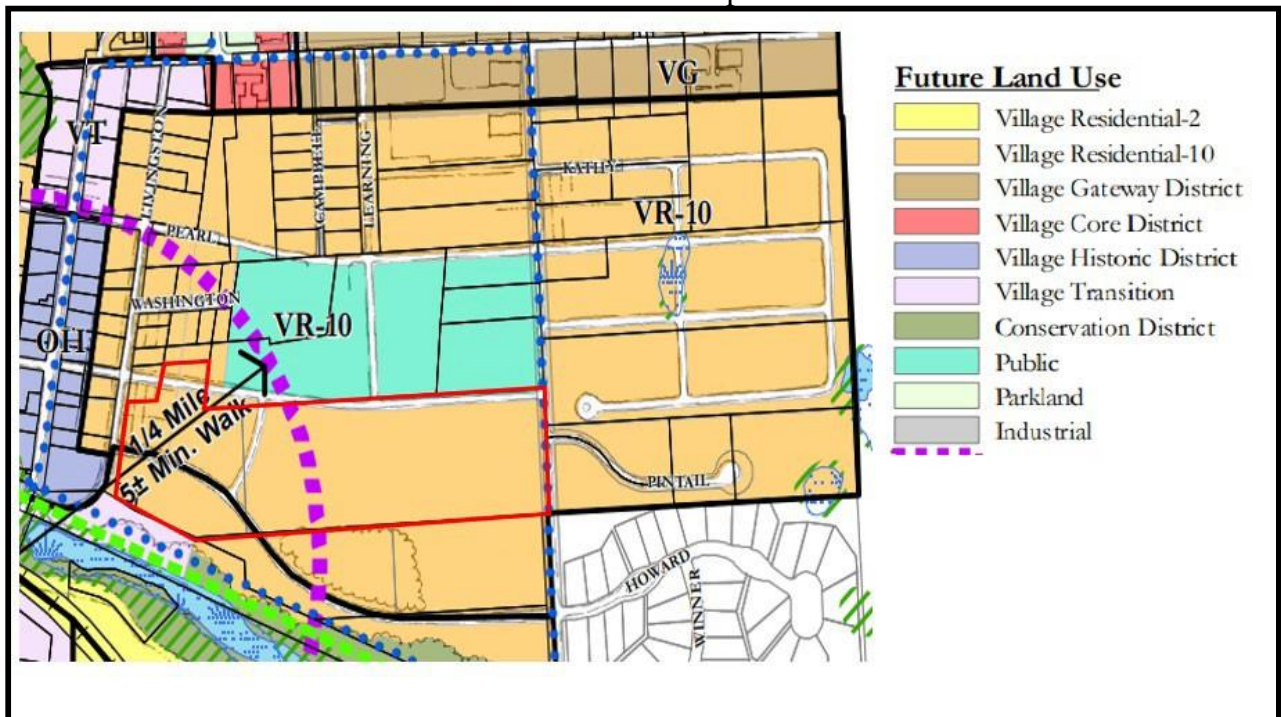 VG
VT
LIVINGSTON
CAMPBELL
LEARNING
KATHY
VR-10
PEARL
WASHINGTON
VR-10
OH
1/4 Mile
5± Min. Walk
PINTAIL
HOWARD
WINNER
Future Land Use
Village Residential-2
Village Residential-10
Village Gateway District
Village Core District
Village Historic District
Village Transition
Conservation District
Public
Parkland
Industrial